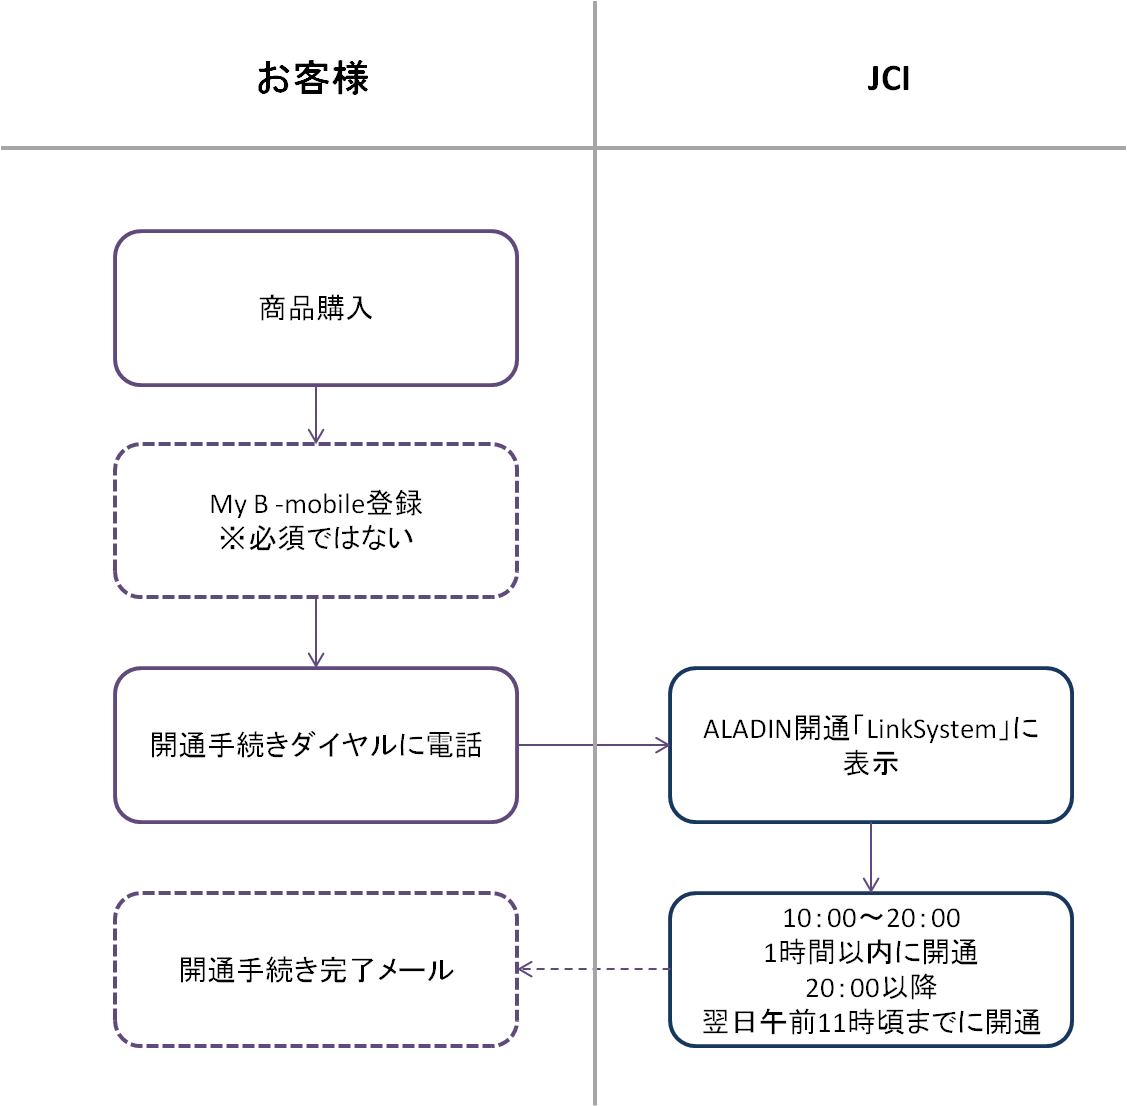 お客様
JCI
商品購入
My B -mobile登録
※必須ではない
開通手続きダイヤルに電話
ALADIN開通「LinkSystem」に
表示
開通手続き完了メール
10：00～20：00
1時間以内に開通
20：00以降
翌日午前11時頃までに開通